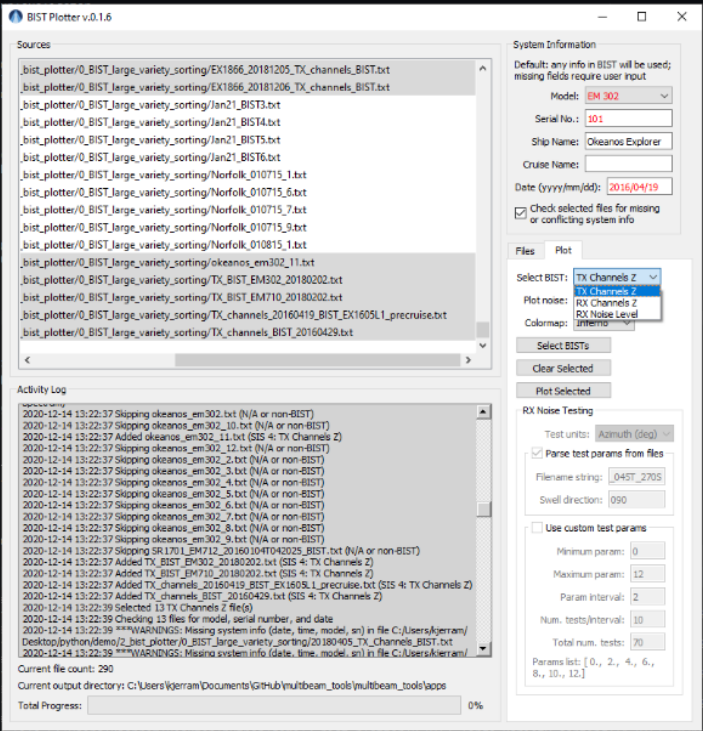 BIST Plotter v.0.1.6
Sources
_bist_plotter/0_BIST_large_variety_sorting/EX1866_20181205_TX_channels_BIST.txt
_bist_plotter/0_BIST_large_variety_sorting/EX1866_20181206_TX_channels_BIST.txt
_bist_plotter/0_BIST_large_variety_sorting/Jan21_BIST3.txt
_bist_plotter/0_BIST_large_variety_sorting/Jan21_BIST4.txt
_bist_plotter/0_BIST_large_variety_sorting/Jan21_BIST5.txt
_bist_plotter/0_BIST_large_variety_sorting/Jan21_BIST6.txt
_bist_plotter/0_BIST_large_variety_sorting/Norfolk_010715_1.txt
_bist_plotter/0_BIST_large_variety_sorting/Norfolk_010715_6.txt
_bist_plotter/0_BIST_large_variety_sorting/Norfolk_010715_7.txt
_bist_plotter/0_BIST_large_variety_sorting/Norfolk_010715_9.txt
_bist_plotter/0_BIST_large_variety_sorting/Norfolk_010815_1.txt
_bist_plotter/0_BIST_large_variety_sorting/okeanos_em302_11.txt
_bist_plotter/0_BIST_large_variety_sorting/TX_BIST_EM302_20180202.txt
_bist_plotter/0_BIST_large_variety_sorting/TX_BIST_EM710_20180202.txt
_bist_plotter/0_BIST_large_variety_sorting/TX_channels_20160419_BIST_EX1605L1_precruise.txt
_bist_plotter/0_BIST_large_variety_sorting/TX_channels_BIST_20160429.txt
Activity Log
2020-12-14 13:22:37 Skipping okeanos_em302.txt (N/A or non-BIST)
2020-12-14 13:22:37 Skipping okeanos_em302_10.txt (N/A or non-BIST)
2020-12-14 13:22:37 Added okeanos_em302_11.txt (SIS 4: TX Channels Z)
2020-12-14 13:22:37 Skipping okeanos_em302_12.txt (N/A or non-BIST)
2020-12-14 13:22:37 Skipping okeanos_em302_2.txt (N/A or non-BIST)
2020-12-14 13:22:37 Skipping okeanos_em302_3.txt (N/A or non-BIST)
2020-12-14 13:22:37 Skipping okeanos_em302_4.txt (N/A or non-BIST)
2020-12-14 13:22:37 Skipping okeanos_em302_5.txt (N/A or non-BIST)
2020-12-14 13:22:37 Skipping okeanos_em302_6.txt (N/A or non-BIST)
2020-12-14 13:22:37 Skipping okeanos_em302_7.txt (N/A or non-BIST)
2020-12-14 13:22:37 Skipping okeanos_em302_8.txt (N/A or non-BIST)
2020-12-14 13:22:37 Skipping okeanos_em302_9.txt (N/A or non-BIST)
2020-12-14 13:22:37 Skipping SR1701_EM712_20160104T042025_BIST.txt (N/A or non-BIST)
2020-12-14 13:22:37 Added TX_BIST_EM302_20180202.txt (SIS 4: TX Channels Z)
2020-12-14 13:22:37 Added TX_BIST_EM710_20180202.txt (SIS 4: TX Channels Z)
2020-12-14 13:22:37 Added TX_channels_20160419_BIST_EX1605L1_precruise.txt (SIS 4: TX Channels Z)
2020-12-14 13:22:37 Added TX_channels_BIST_20160429.txt (SIS 4: TX Channels Z)
2020-12-14 13:22:39 Selected 13 TX Channels Z file(s)
2020-12-14 13:22:39 Checking 13 files for model, serial number, and date
2020-12-14 13:22:39 ***WARNINGS: Missing system info (date, time, model, sn) in file C:/Users/kjerram/
Desktop/python/demo/2_bist_plotter/0_BIST_large_variety_sorting/20180405_TX_Channels_BIST.txt
2020-12-14 13:22:39 ***WARNINGS: Missing system info (date, time, model, sn) in file C:/Users/kjerram/
Current file count: 290
Current output directory: C:\Users\kjerram\Documents\GitHub\multibeam_tools\multibeam_tools\apps
Total Progress:
0%
System Information
Default: any info in BIST will be used;
missing fields require user input
Model: EM 302
Serial No.: 101
Ship Name: Okeanos Explorer
Cruise Name:
Date (yyyy/mm/dd): 2016/04/19
Check selected files for missing
or conflicting system info
Files Plot
Select BIST: TX Channels Z
TX Channels Z
Plot noise: RX Channels Z
RX Noise Level
Colormap: Inferno
Select BISTs
Clear Selected
Plot Selected
RX Noise Testing
Test units: Azimuth (deg)
Parse test params from files
Filename string: _045T_270S
Swell direction: 090
Use custom test params
Minimum param: 0
Maximum param: 12
Param interval: 2
Num. tests/interval: 10
Total num. tests: 70
Params list: [ 0., 2., 4., 6.,
8., 10., 12.]